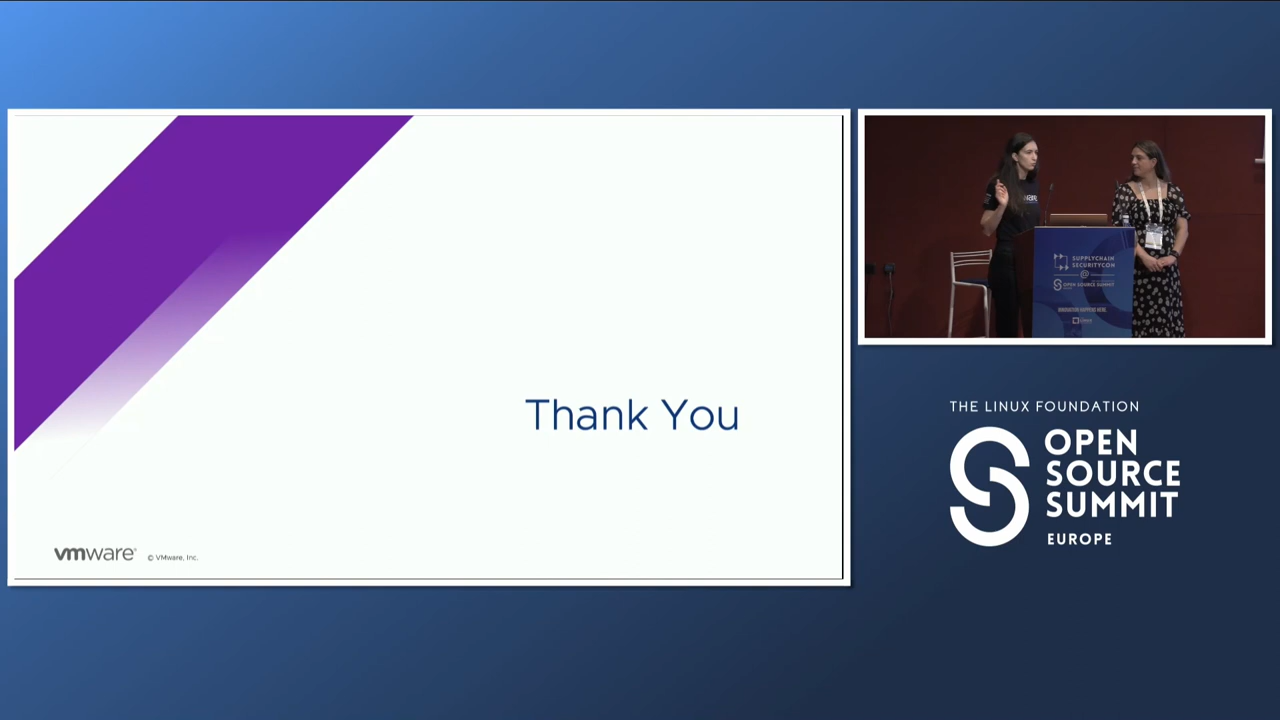 Thank You
vmware®
© VMware, Inc.
SUPPLYCHAIN
SECURITYCON
@
OPEN SOURCE SUMMIT
THE LINUX FOUNDATION
OPEN
SOURCE
SUMMIT
EUROPE